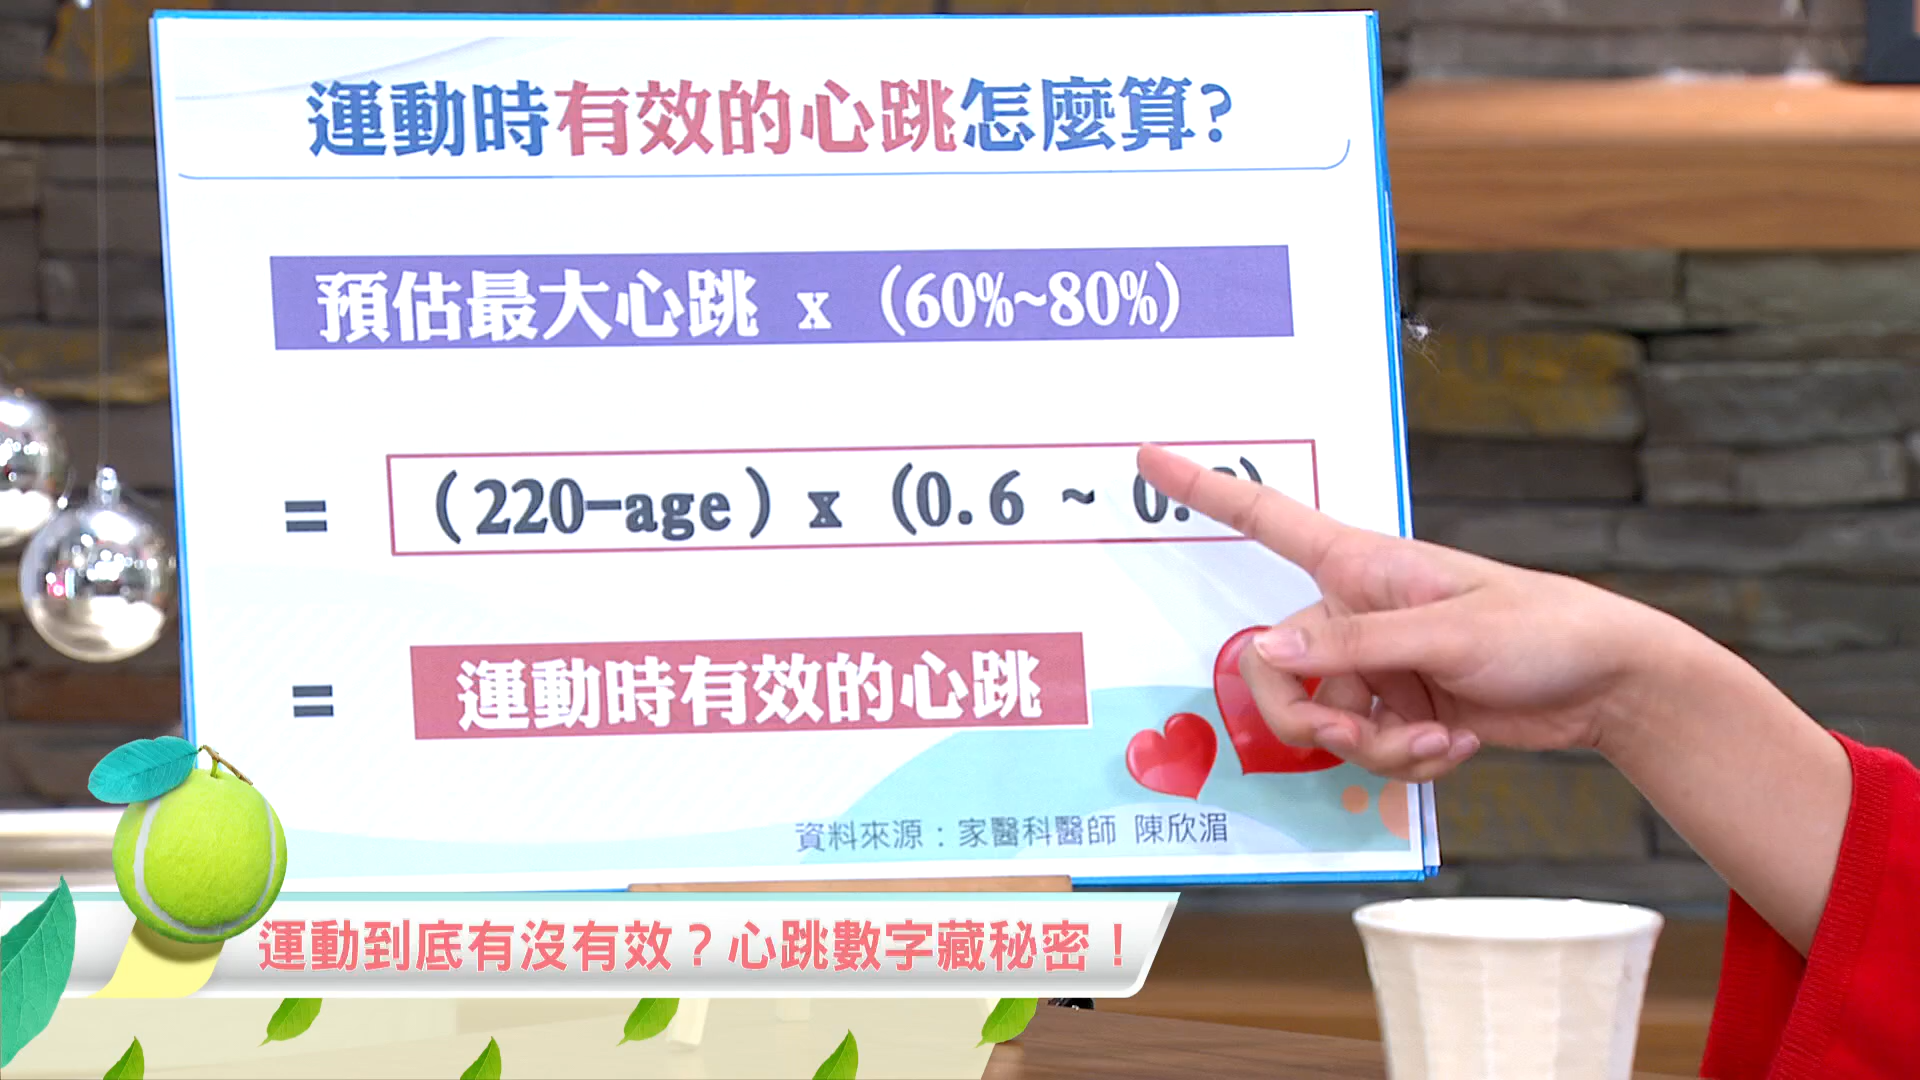 運動時有效的心跳怎麼算?
預估最大心跳 x (60%~80%)
= (220-age) x (0.6 ~ 0.8)
= 運動時有效的心跳
資料來源：家醫科醫師 陳欣湄
運動到底有沒有效？心跳數字藏秘密！